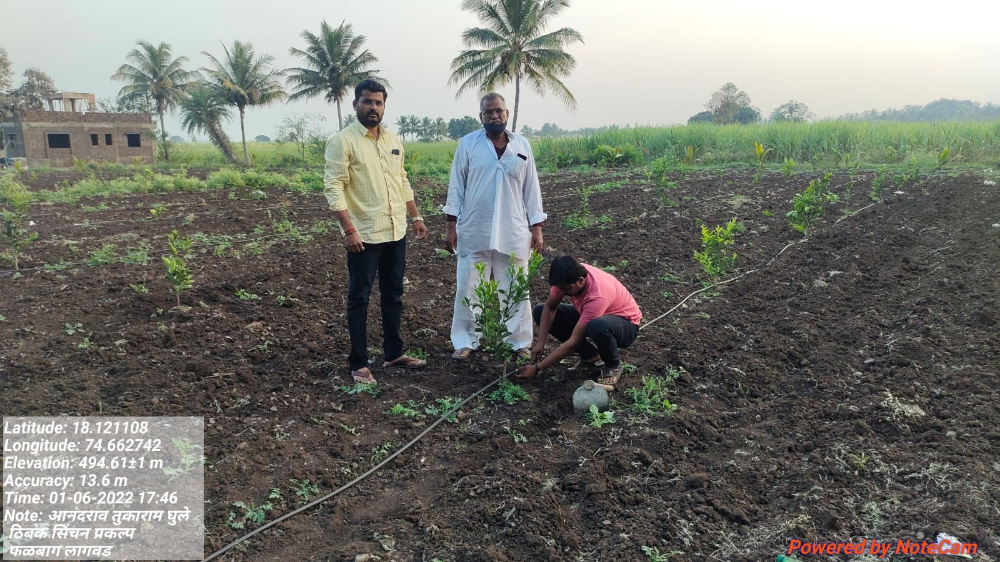 Latitude: 18.121108
Longitude: 74.662742
Elevation: 494.61±1 m
Accuracy: 13.6 m
Time: 01-06-2022 17:46
Note: आनंदराव तुकाराम घुले
ठिबक सिंचन प्रकल्प
फळबाग लागवड
Powered by NoteCam